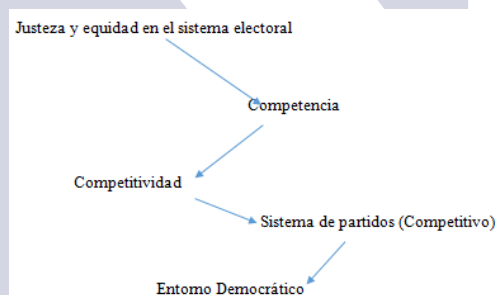 Justeza y equidad en el sistema electoral
Competencia
Competitividad
Sistema de partidos (Competitivo)
Entorno Democrático